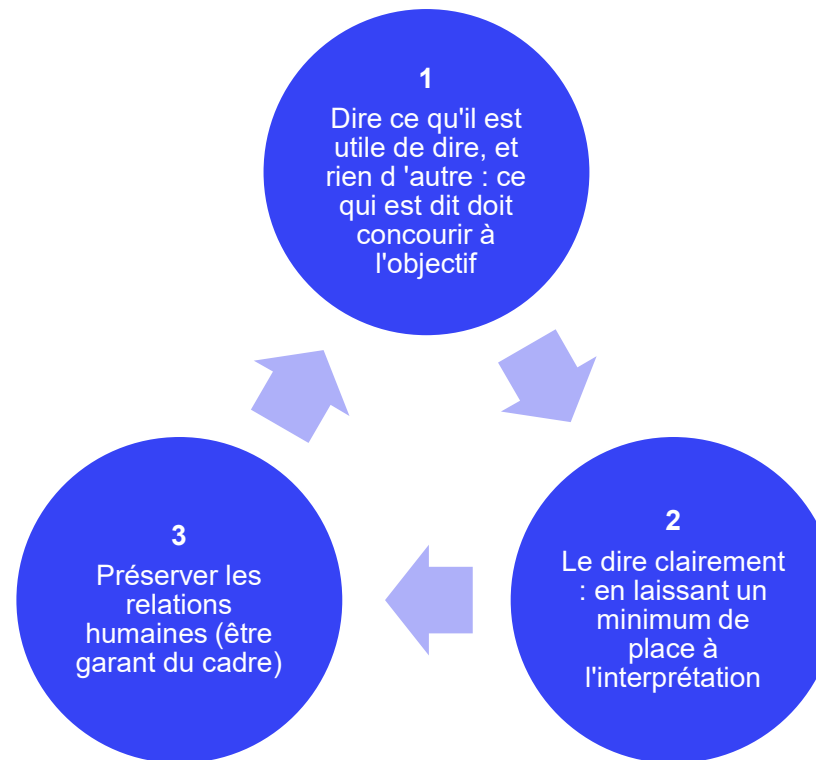 1
Dire ce qu'il est
utile de dire, et
rien d 'autre : ce
qui est dit doit
concourir à
l'objectif
2
Le dire clairement
: en laissant un
minimum de
place à
l'interprétation
3
Préserver les
relations
humaines (être
garant du cadre)